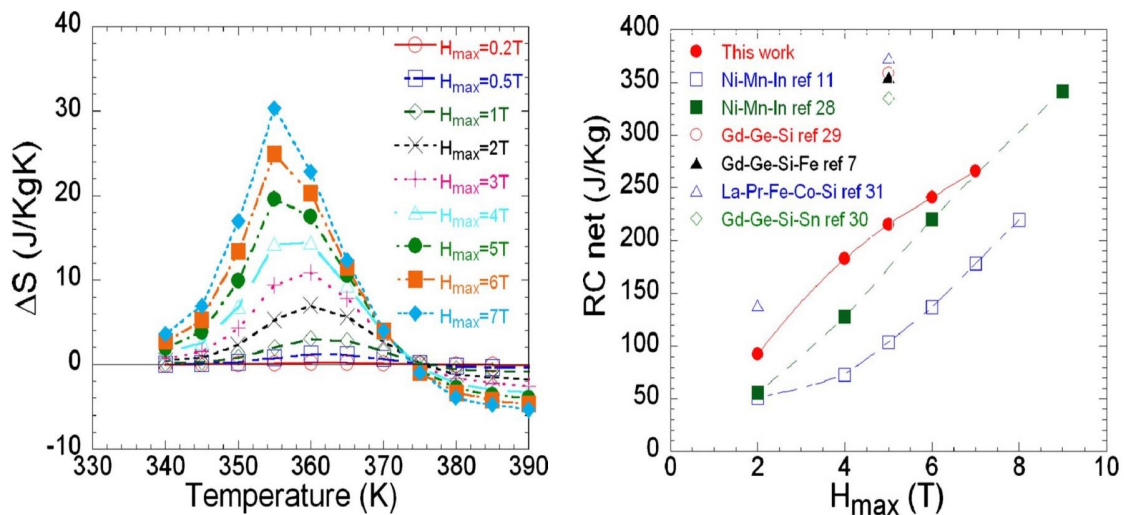 40
30
20
10
0
-10
ΔS (J/KgK)
330 340 350 360 370 380 390
Temperature (K)
H_max=0.2T
H_max=0.5T
H_max=1T
H_max=2T
H_max=3T
H_max=4T
H_max=5T
H_max=6T
H_max=7T
400
350
300
250
200
150
100
50
0
RC net (J/Kg)
0 2 4 6 8 10
H_max (T)
This work
Ni-Mn-In ref 11
Ni-Mn-In ref 28
Gd-Ge-Si ref 29
Gd-Ge-Si-Fe ref 7
La-Pr-Fe-Co-Si ref 31
Gd-Ge-Si-Sn ref 30